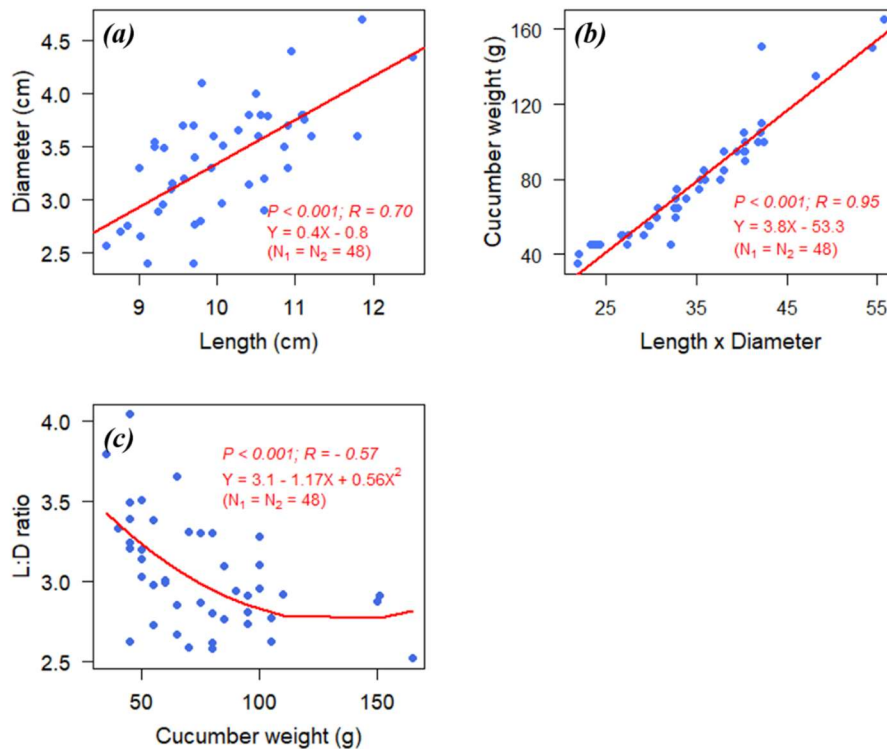 (a)
4.5
4.0
3.5
3.0
2.5
Diameter (cm)
P < 0.001; R = 0.70
Y = 0.4X - 0.8
(N₁ = N₂ = 48)
9 10 11 12
Length (cm)
(b)
160
120
80
40
Cucumber weight (g)
P < 0.001; R = 0.95
Y = 3.8X - 53.3
(N₁ = N₂ = 48)
25 35 45 55
Length x Diameter
(c)
4.0
3.5
3.0
2.5
L:D ratio
P < 0.001; R = - 0.57
Y = 3.1 - 1.17X + 0.56X²
(N₁ = N₂ = 48)
50 100 150
Cucumber weight (g)